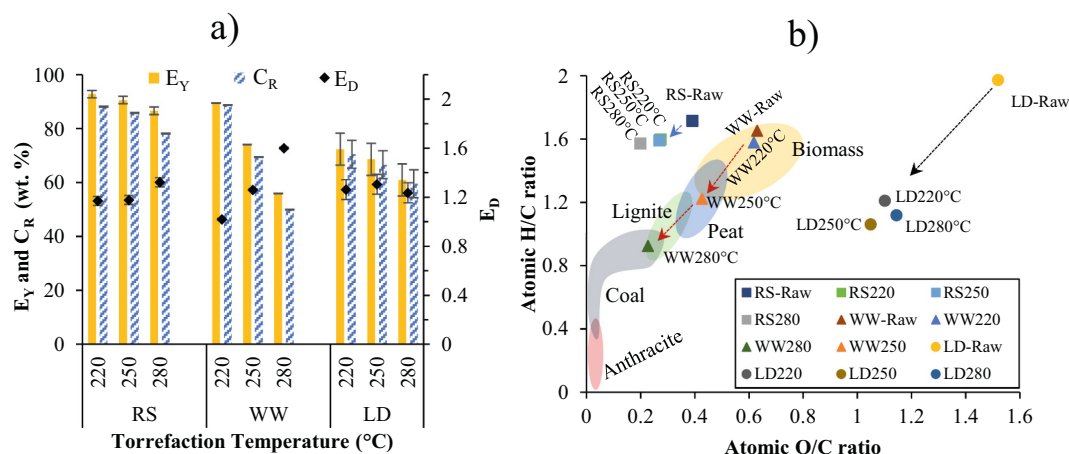 a)
E_Y C_R E_D
E_Y and C_R (wt. %)
100
80
60
40
20
0
2
1.6
1.2
0.8
0.4
0
E_D
220 250 280 220 250 280 220 250 280
RS WW LD
Torrefaction Temperature (°C)
b)
Atomic H/C ratio
2
1.6
1.2
0.8
0.4
0
0 0.2 0.4 0.6 0.8 1 1.2 1.4 1.6
Atomic O/C ratio
RS220°C
RS250°C
RS280°C
RS-Raw
WW-Raw
WW220°C
Biomass
LD-Raw
WW250°C
Lignite
Peat
WW280°C
Coal
Anthracite
LD220°C
LD250°C
LD280°C
RS-Raw RS220 RS250
RS280 WW-Raw WW220
WW280 WW250 LD-Raw
LD220 LD250 LD280